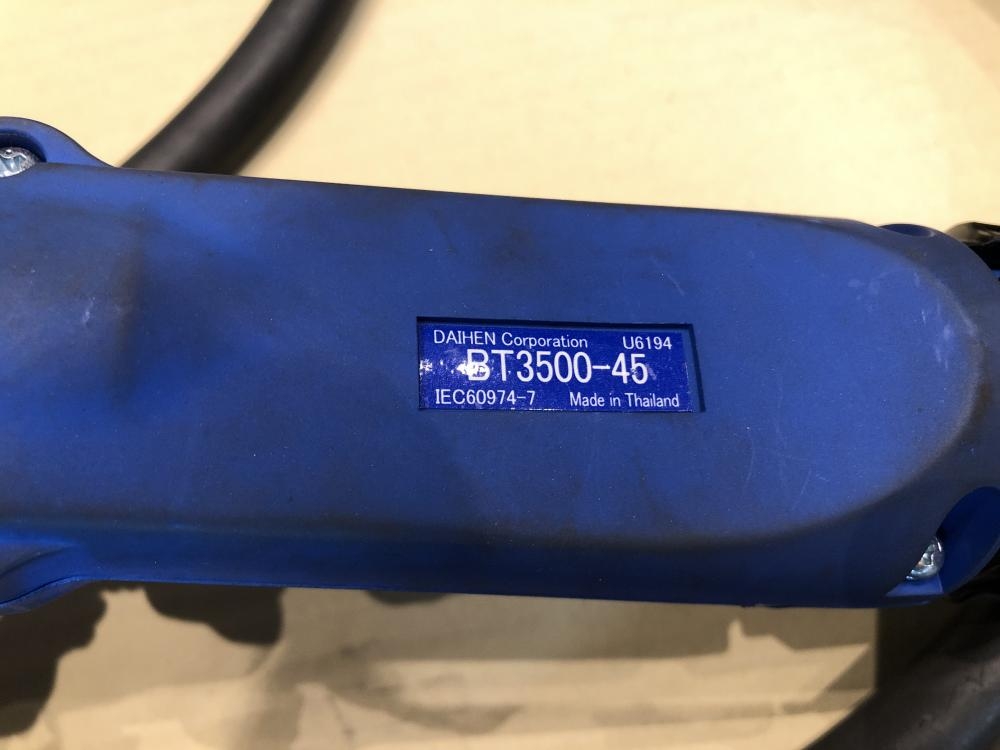 DAIHEN Corporation U6194
BT3500-45
IEC60974-7 Made in Thailand